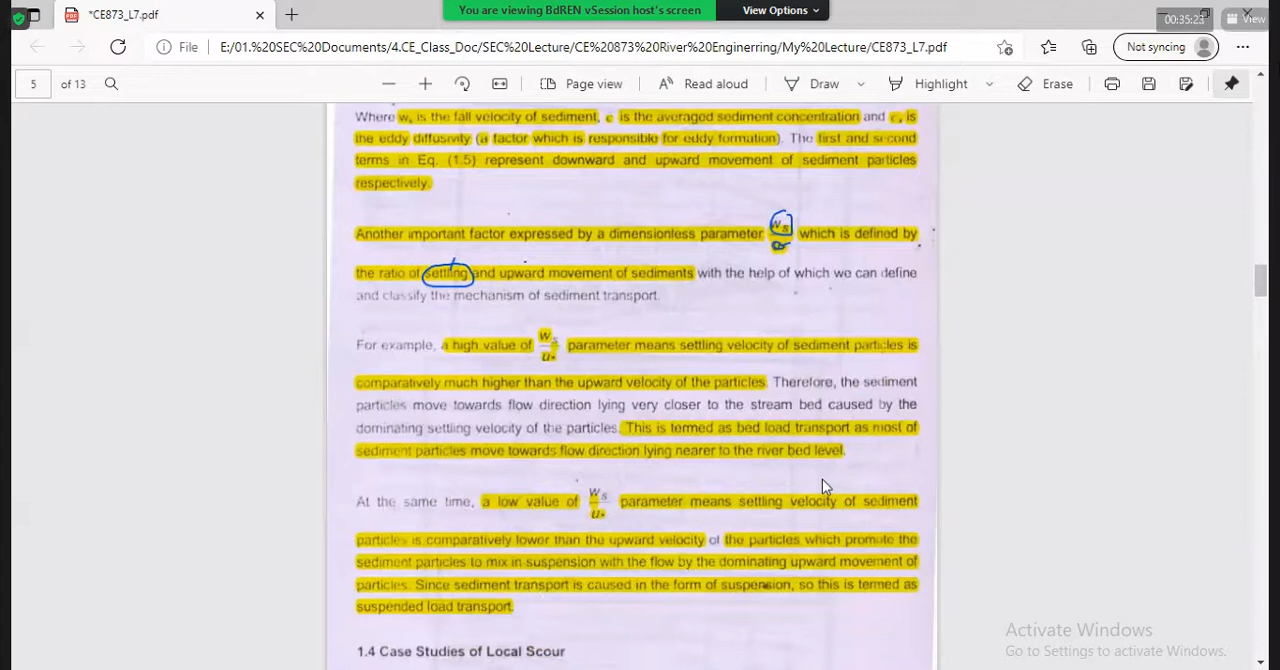 *CE873_L7.pdf
You are viewing BdREN vSession host's screen
View Options
00:35:23
View
File
E:/01.%20SEC%20Documents/4.CE_Class_Doc/SEC%20Lecture/CE%20873%20River%20Enginerring/My%20Lecture/CE873_L7.pdf
Not syncing
5 of 13
Page view
Read aloud
Draw
Highlight
Erase
Where ws is the fall velocity of sediment, c is the averaged sediment concentration and εs is
the eddy diffusivity (a factor which is responsible for eddy formation). The first and second
terms in Eq. (1.5) represent downward and upward movement of sediment particles
respectively.
Another important factor expressed by a dimensionless parameter ws which is defined by
the ratio of settling and upward movement of sediments with the help of which we can define
and classify the mechanism of sediment transport.
For example, a high value of Ws/u* parameter means settling velocity of sediment particles is
comparatively much higher than the upward velocity of the particles. Therefore, the sediment
particles move towards flow direction lying very closer to the stream bed caused by the
dominating settling velocity of the particles. This is termed as bed load transport as most of
sediment particles move towards flow direction lying nearer to the river bed level.
At the same time, a low value of Ws/u* parameter means settling velocity of sediment
particles is comparatively lower than the upward velocity of the particles which promote the
sediment particles to mix in suspension with the flow by the dominating upward movement of
particles. Since sediment transport is caused in the form of suspension, so this is termed as
suspended load transport.
1.4 Case Studies of Local Scour
Activate Windows
Go to Settings to activate Windows.